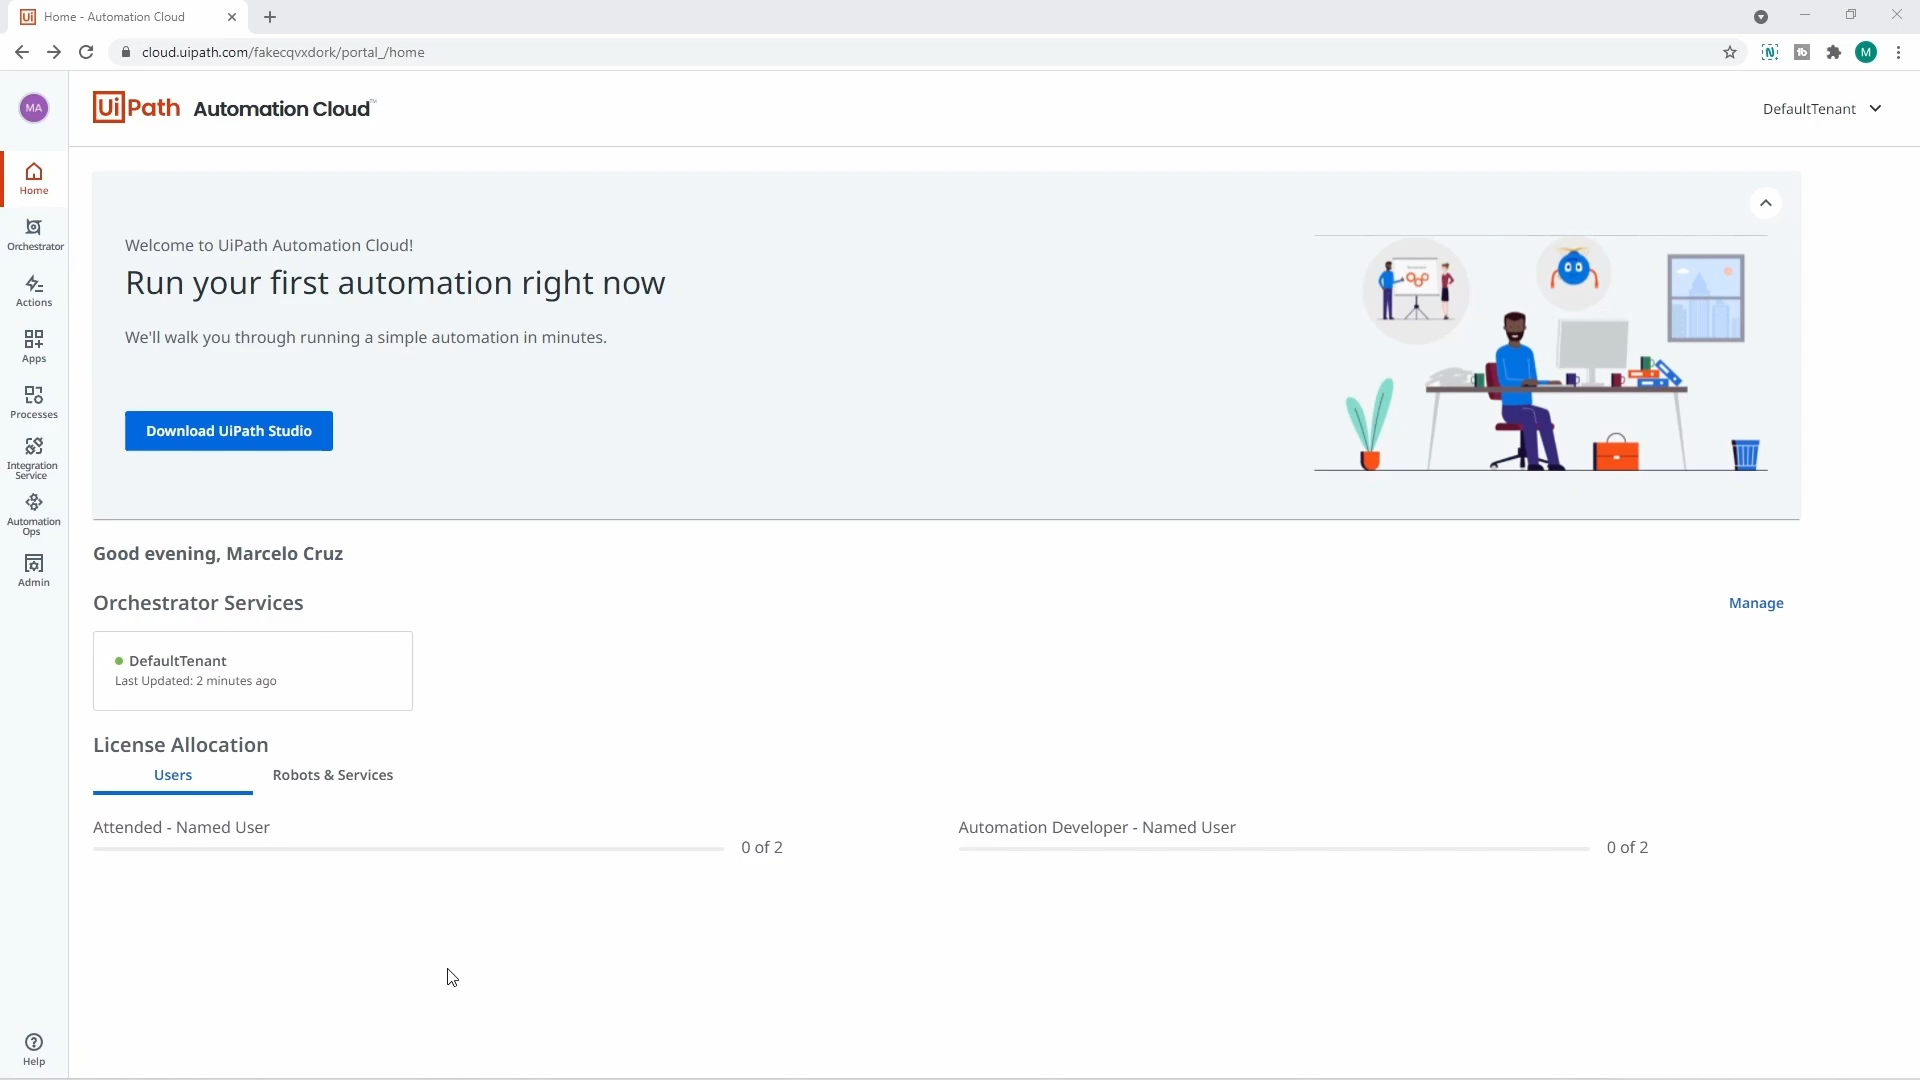 Home - Automation Cloud
cloud.uipath.com/fakecqvxdork/portal_/home
M
MA
UiPath Automation Cloud™
DefaultTenant
Home
Orchestrator
Actions
Apps
Processes
Integration
Service
Automation
Ops
Admin
Help
Welcome to UiPath Automation Cloud!
Run your first automation right now
We'll walk you through running a simple automation in minutes.
Download UiPath Studio
Good evening, Marcelo Cruz
Orchestrator Services
Manage
DefaultTenant
Last Updated: 2 minutes ago
License Allocation
Users
Robots & Services
Attended - Named User
0 of 2
Automation Developer - Named User
0 of 2